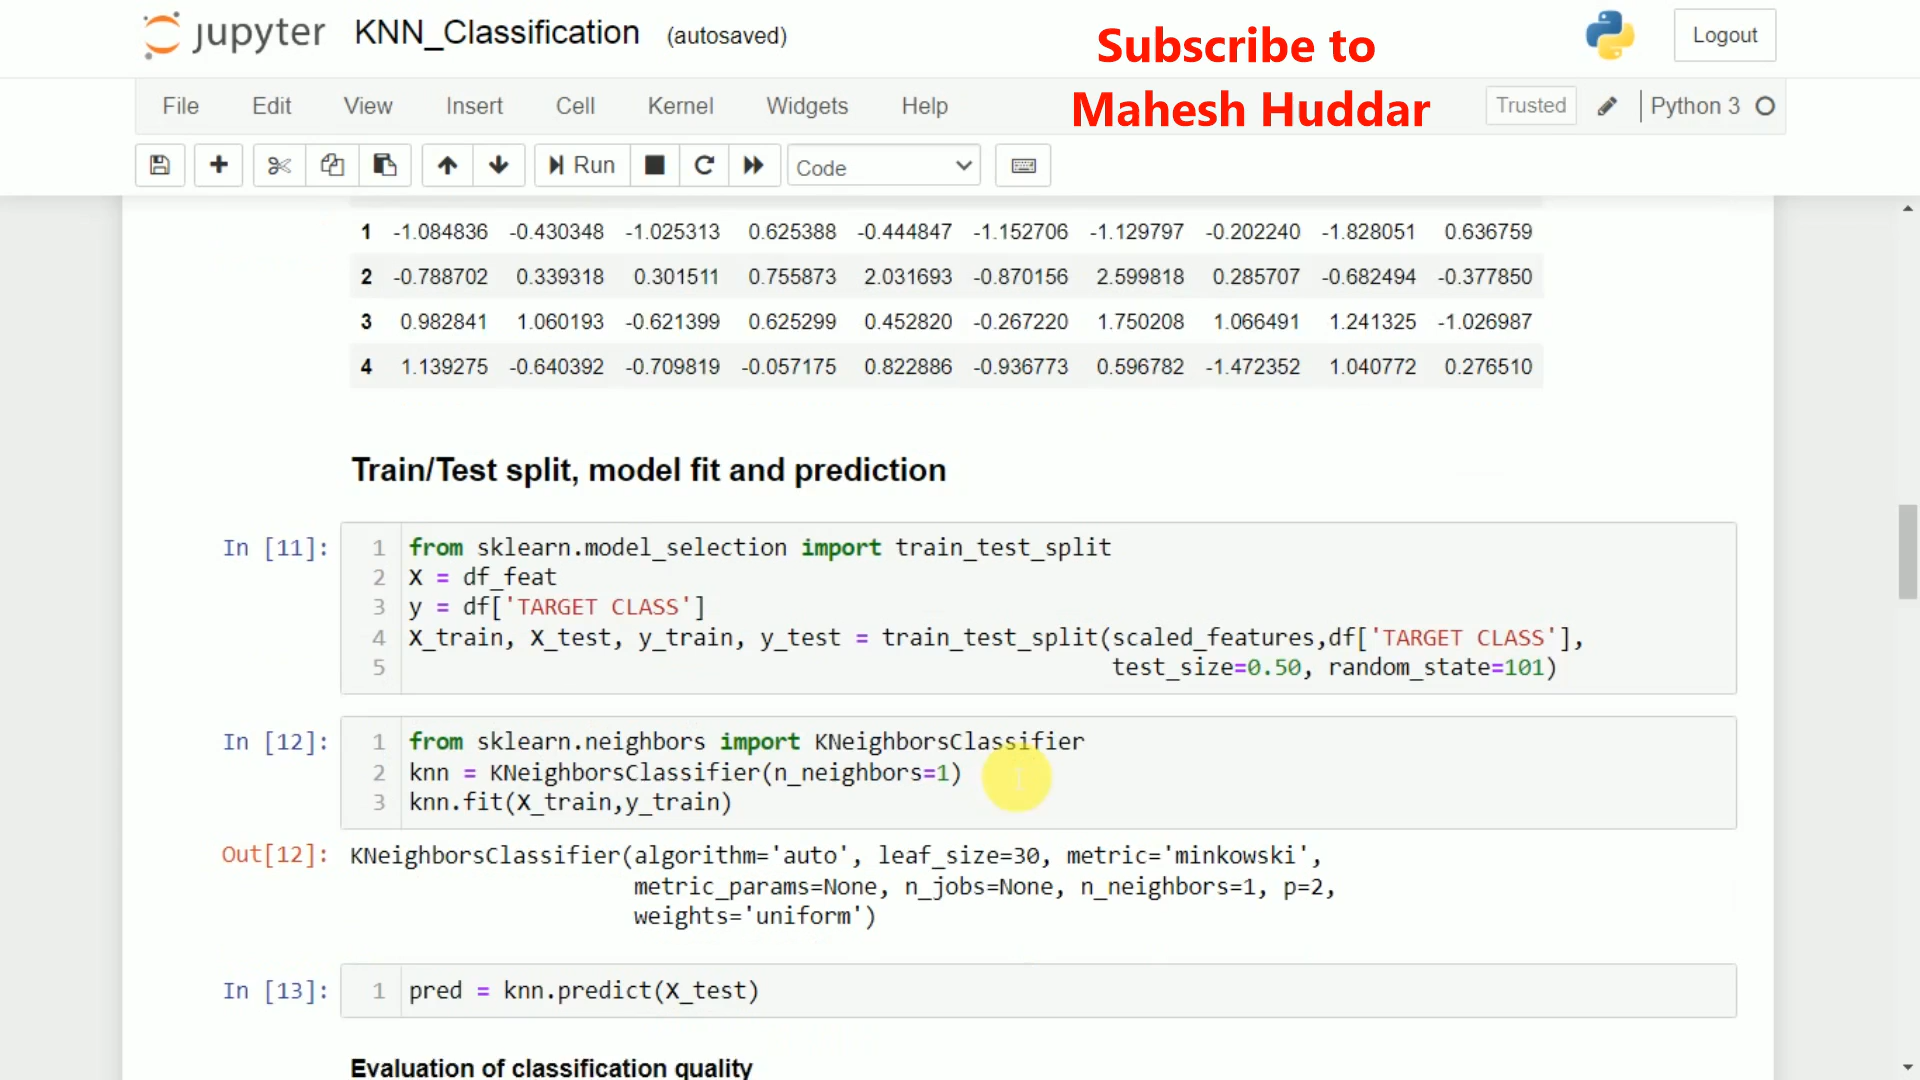 jupyter KNN_Classification (autosaved) Subscribe to Logout
File Edit View Insert Cell Kernel Widgets Help Mahesh Huddar Trusted Python 3
Run Code
1 -1.084836 -0.430348 -1.025313 0.625388 -0.444847 -1.152706 -1.129797 -0.202240 -1.828051 0.636759
2 -0.788702 0.339318 0.301511 0.755873 2.031693 -0.870156 2.599818 0.285707 -0.682494 -0.377850
3 0.982841 1.060193 -0.621399 0.625299 0.452820 -0.267220 1.750208 1.066491 1.241325 -1.026987
4 1.139275 -0.640392 -0.709819 -0.057175 0.822886 -0.936773 0.596782 -1.472352 1.040772 0.276510
Train/Test split, model fit and prediction
In [11]: 1 from sklearn.model_selection import train_test_split
2 X = df_feat
3 y = df['TARGET CLASS']
4 X_train, X_test, y_train, y_test = train_test_split(scaled_features,df['TARGET CLASS'],
5 test_size=0.50, random_state=101)
In [12]: 1 from sklearn.neighbors import KNeighborsClassifier
2 knn = KNeighborsClassifier(n_neighbors=1)
3 knn.fit(X_train,y_train)
Out[12]: KNeighborsClassifier(algorithm='auto', leaf_size=30, metric='minkowski',
metric_params=None, n_jobs=None, n_neighbors=1, p=2,
weights='uniform')
In [13]: 1 pred = knn.predict(X_test)
Evaluation of classification quality